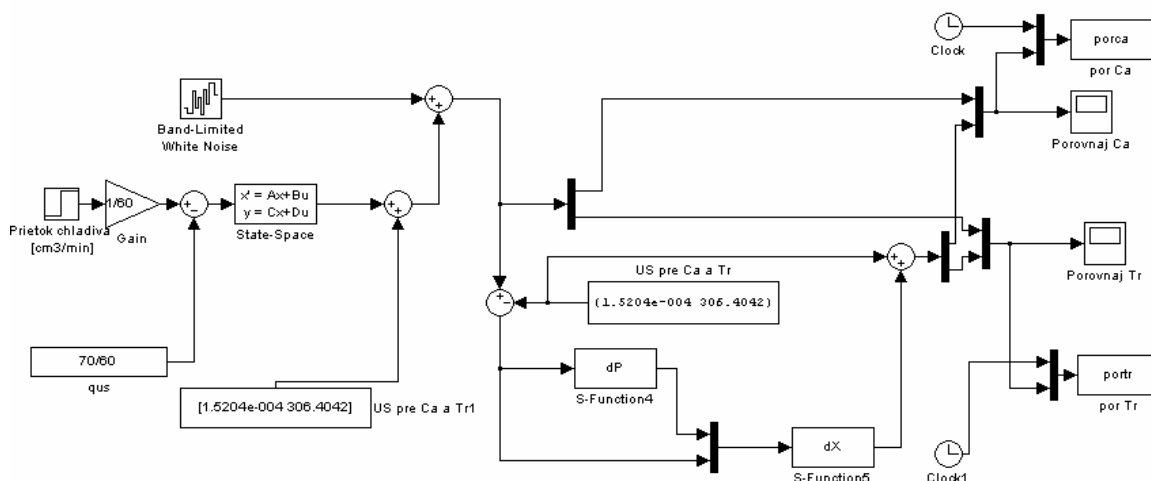 Clock
porca
por Ca
Band-Limited
White Noise
Porovnaj Ca
1/60
x' = Ax+Bu
y = Cx+Du
Prietok chladiva
[cm3/min]
Gain
State-Space
Porovnaj Tr
US pre Ca a Tr
(1.5204e-004 306.4042)
70/60
qus
dP
S-Function4
portr
por Tr
[1.5204e-004 306.4042]
US pre Ca a Tr1
dX
S-Function5
Clock1